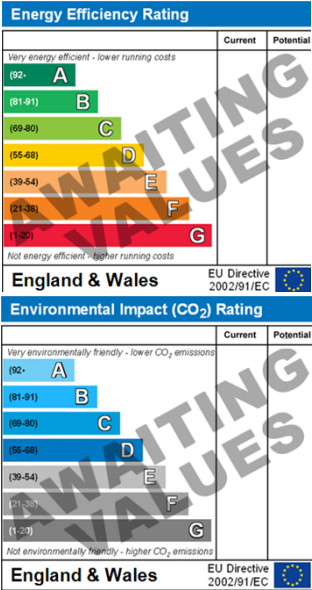 Energy Efficiency Rating
Current Potential
Very energy efficient - lower running costs
(92- A
(81-91) B
(69-80) C
(55-68) D
(39-54) E
(21-38) F
(1-20) G
Not energy efficient - higher running costs
AWAITING
VALUES
England & Wales
EU Directive
2002/91/EC
Environmental Impact (CO₂) Rating
Current Potential
Very environmentally friendly - lower CO₂ emissions
(92- A
(81-91) B
(69-80) C
(55-68) D
(39-54) E
(21-38) F
(1-20) G
Not environmentally friendly - higher CO₂ emissions
AWAITING
VALUES
England & Wales
EU Directive
2002/91/EC